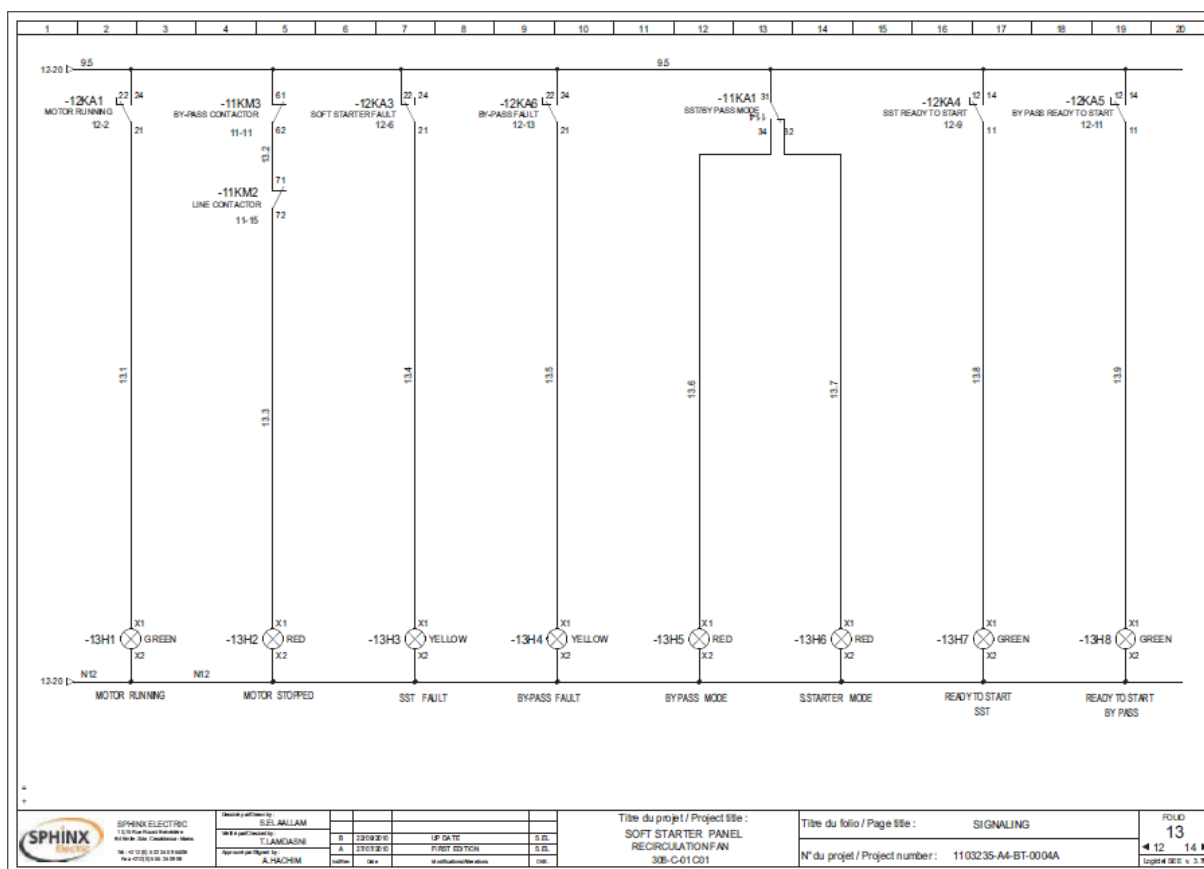 1 2 3 4 5 6 7 8 9 10 11 12 13 14 15 16 17 18 19 20
12-20 9.5 9.5
-12KA1 22 24
MOTOR RUNNING
12-2 21
-11KM3 61
BY-PASS CONTACTOR
11-11 62
13.2
-11KM2 71
LINE CONTACTOR
11-15 72
-12KA3 22 24
SOFT STARTER FAULT
12-6 21
-12KA6 22 24
BY-PASS FAULT
12-13 21
-11KA1 31
SST/BY PASS MODE
34 32
-12KA4 12 14
SST READY TO START
12-9 11
-12KA5 12 14
BY PASS READY TO START
12-11 11
13.1 13.3 13.4 13.5 13.6 13.7 13.8 13.9
X1 X1 X1 X1 X1 X1 X1 X1
-13H1 GREEN -13H2 RED -13H3 YELLOW -13H4 YELLOW -13H5 RED -13H6 RED -13H7 GREEN -13H8 GREEN
X2 X2 X2 X2 X2 X2 X2 X2
12-20 N12 N12
MOTOR RUNNING MOTOR STOPPED SST FAULT BY-PASS FAULT BY PASS MODE S.STARTER MODE
READY TO START
SST
READY TO START
BY PASS
SPHINX
Electric
SPHINX ELECTRIC
S.EL AALLAM
T.LAMDASNI
A.HACHIM
B 22/09/2010 UP DATE S.EL
A 27/07/2010 FIRST EDITION S.EL
Titre du projet / Project title :
SOFT STARTER PANEL
RECIRCULATION FAN
308-C-01 C01
Titre du folio / Page title : SIGNALING
N° du projet / Project number : 1103235-A4-BT-0004A
FOLIO
13
12 14